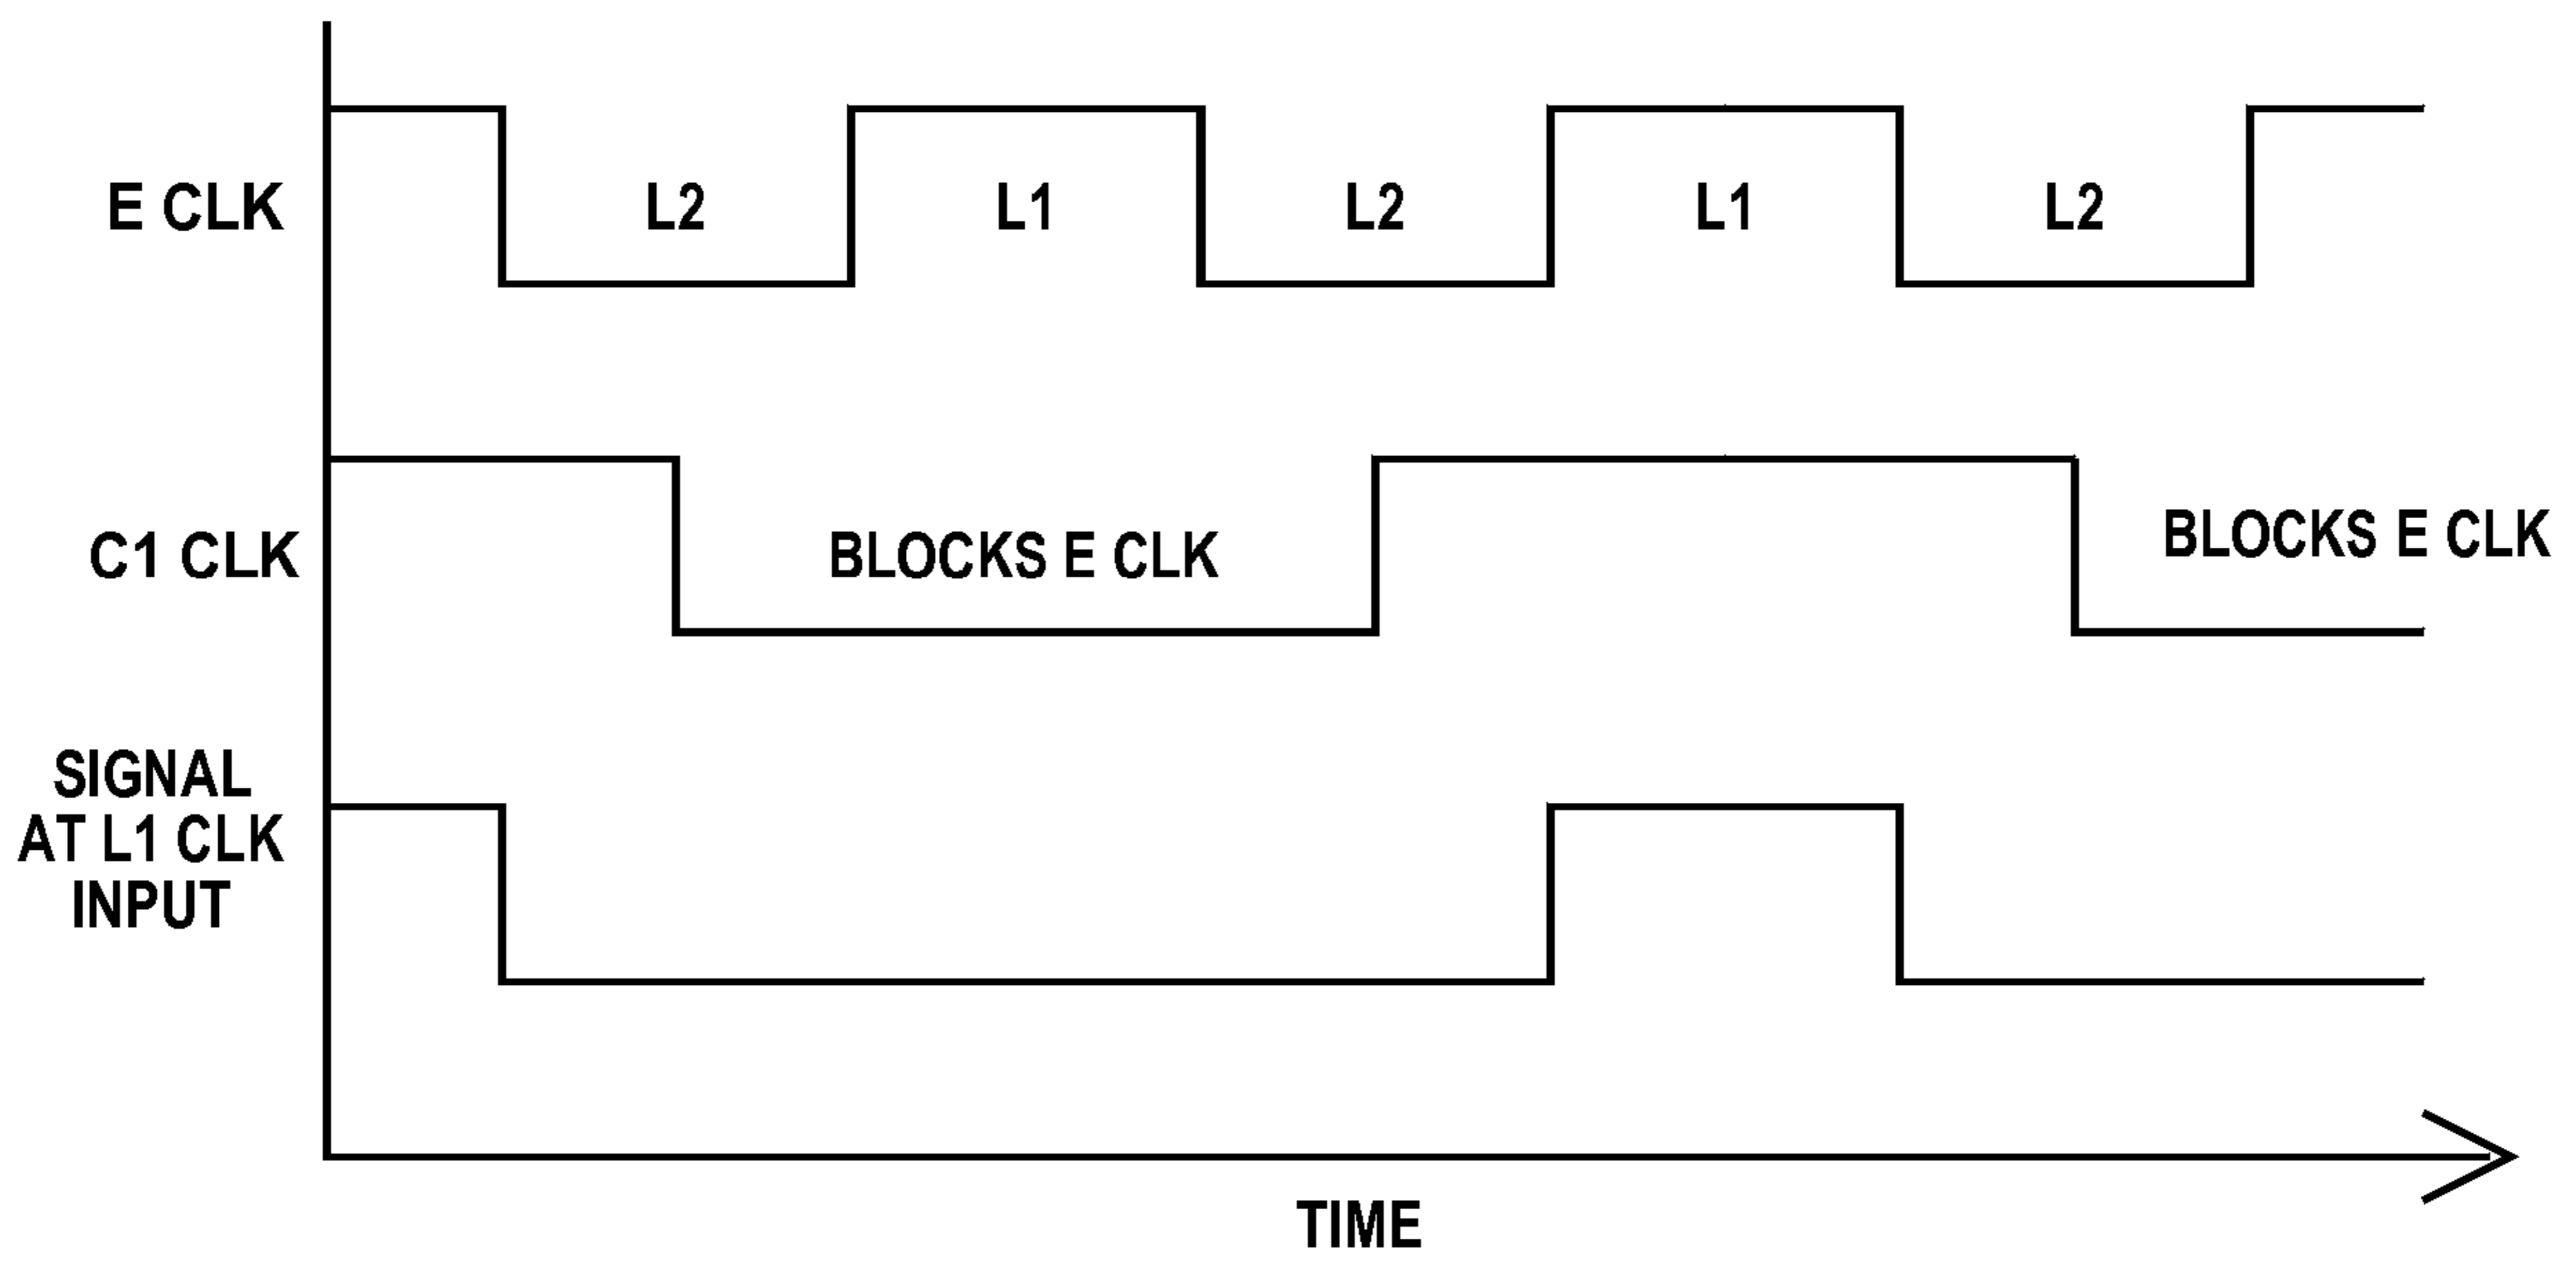 E CLK
L2
L1
L2
L1
L2
C1 CLK
BLOCKS E CLK
BLOCKS E CLK
SIGNAL
AT L1 CLK
INPUT
TIME